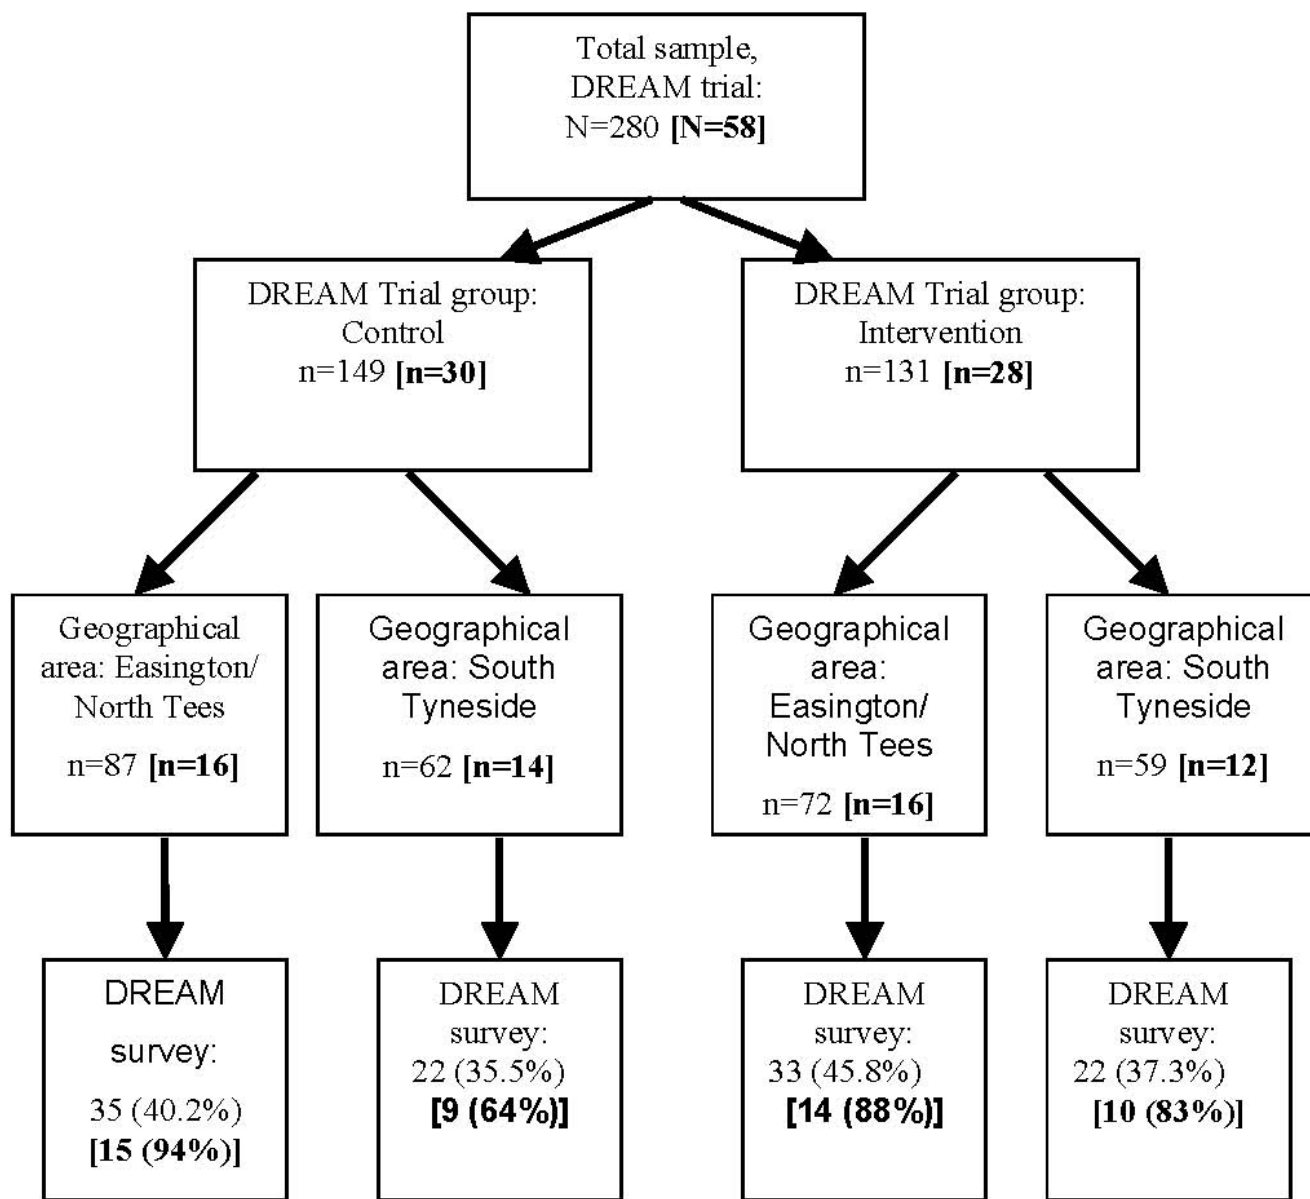 Total sample,
DREAM trial:
N=280 [N=58]
DREAM Trial group:
Control
n=149 [n=30]
DREAM Trial group:
Intervention
n=131 [n=28]
Geographical
area: Easington/
North Tees
n=87 [n=16]
Geographical
area: South
Tyneside
n=62 [n=14]
Geographical
area:
Easington/
North Tees
n=72 [n=16]
Geographical
area: South
Tyneside
n=59 [n=12]
DREAM
survey:
35 (40.2%)
[15 (94%)]
DREAM
survey:
22 (35.5%)
[9 (64%)]
DREAM
survey:
33 (45.8%)
[14 (88%)]
DREAM
survey:
22 (37.3%)
[10 (83%)]